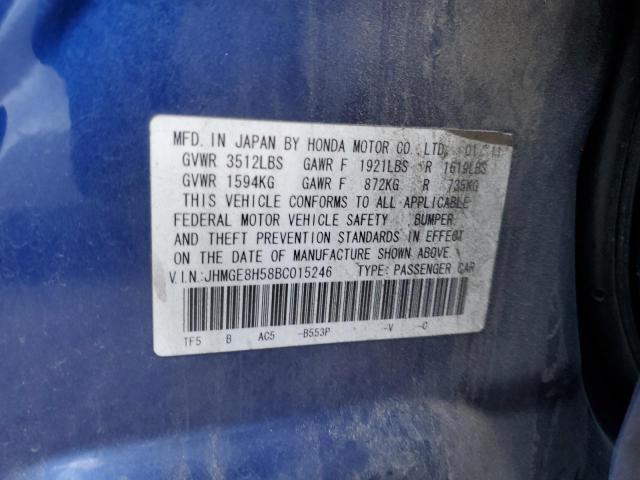 MFD. IN JAPAN BY HONDA MOTOR CO., LTD. 01/11
GVWR 3512LBS GAWR F 1921LBS R 1619LBS
GVWR 1594KG GAWR F 872KG R 735KG
THIS VEHICLE CONFORMS TO ALL APPLICABLE
FEDERAL MOTOR VEHICLE SAFETY, BUMPER,
AND THEFT PREVENTION STANDARDS IN EFFECT
ON THE DATE OF MANUFACTURE SHOWN ABOVE.
V.I.N:JHMGE8H58BC015246 TYPE: PASSENGER CAR
TF5 B AC5 -B553P -V -C